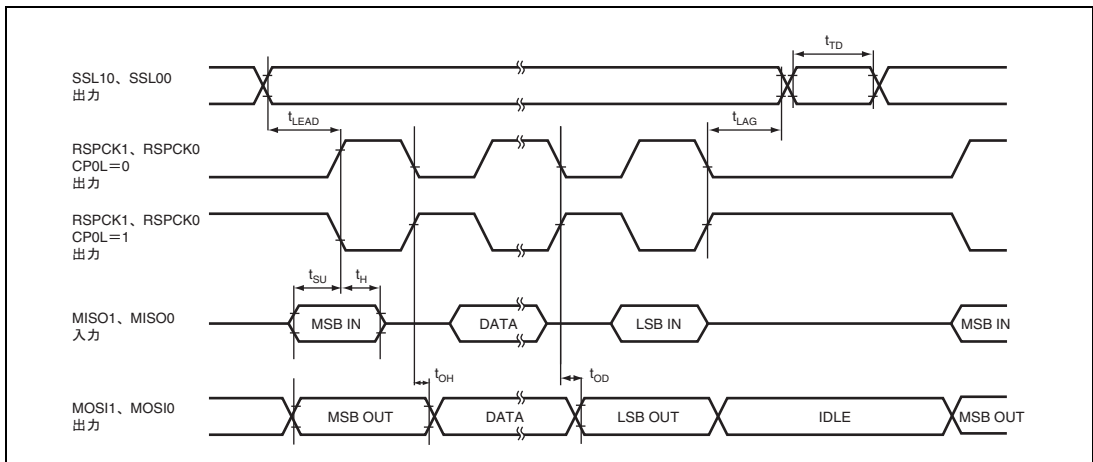 SSL10、SSL00
出力
tTD
tLEAD
tLAG
RSPCK1、RSPCK0
CP0L=0
出力
RSPCK1、RSPCK0
CP0L=1
出力
tSU
tH
MISO1、MISO0
入力
MSB IN
DATA
LSB IN
MSB IN
tOH
tOD
MOSI1、MOSI0
出力
MSB OUT
DATA
LSB OUT
IDLE
MSB OUT